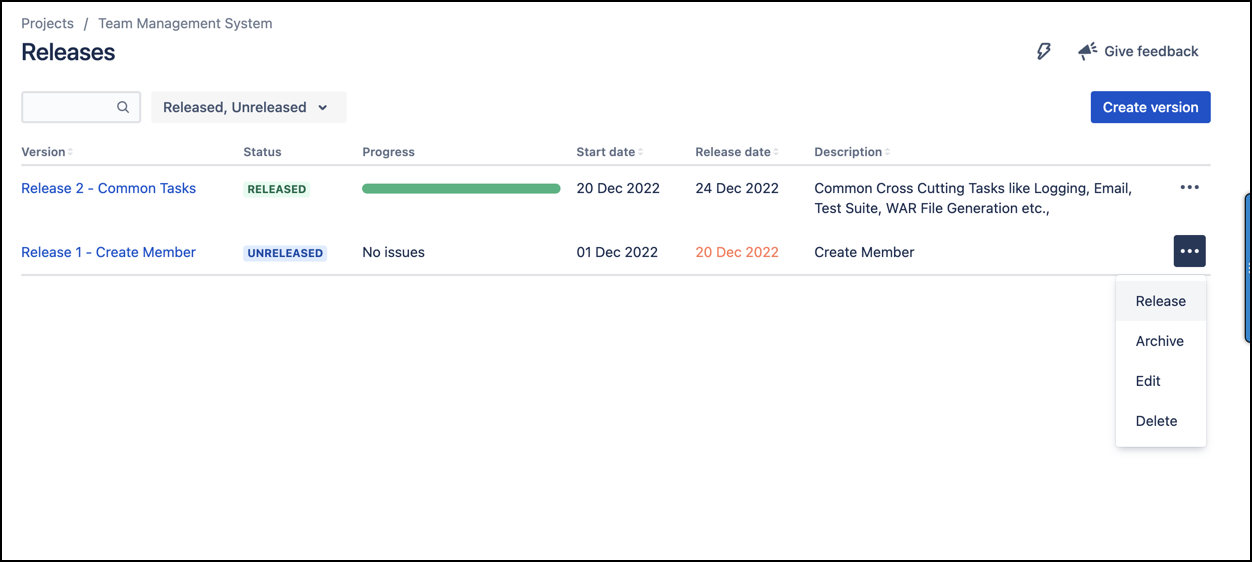 Projects / Team Management System
Releases
Give feedback
Released, Unreleased
Create version
Version Status Progress Start date Release date Description
Release 2 - Common Tasks RELEASED 20 Dec 2022 24 Dec 2022 Common Cross Cutting Tasks like Logging, Email,
Test Suite, WAR File Generation etc.,
Release 1 - Create Member UNRELEASED No issues 01 Dec 2022 20 Dec 2022 Create Member
Release
Archive
Edit
Delete